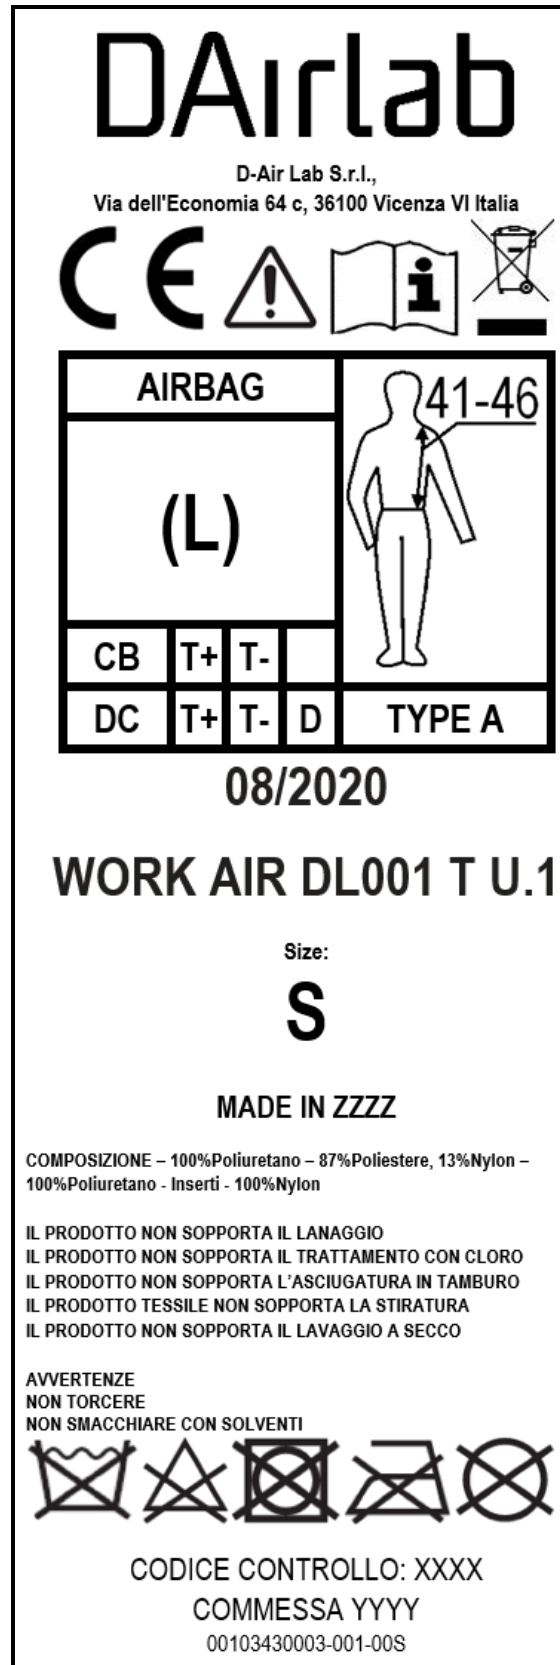 DAırlab
D-Air Lab S.r.l.,
Via dell'Economia 64 c, 36100 Vicenza VI Italia
CE
AIRBAG
41-46
(L)
CB T+ T-
DC T+ T- D TYPE A
08/2020
WORK AIR DL001 T U.1
Size:
S
MADE IN ZZZZ
COMPOSIZIONE – 100%Poliuretano – 87%Poliestere, 13%Nylon –
100%Poliuretano - Inserti - 100%Nylon
IL PRODOTTO NON SOPPORTA IL LANAGGIO
IL PRODOTTO NON SOPPORTA IL TRATTAMENTO CON CLORO
IL PRODOTTO NON SOPPORTA L'ASCIUGATURA IN TAMBURO
IL PRODOTTO TESSILE NON SOPPORTA LA STIRATURA
IL PRODOTTO NON SOPPORTA IL LAVAGGIO A SECCO
AVVERTENZE
NON TORCERE
NON SMACCHIARE CON SOLVENTI
CODICE CONTROLLO: XXXX
COMMESSA YYYY
00103430003-001-00S